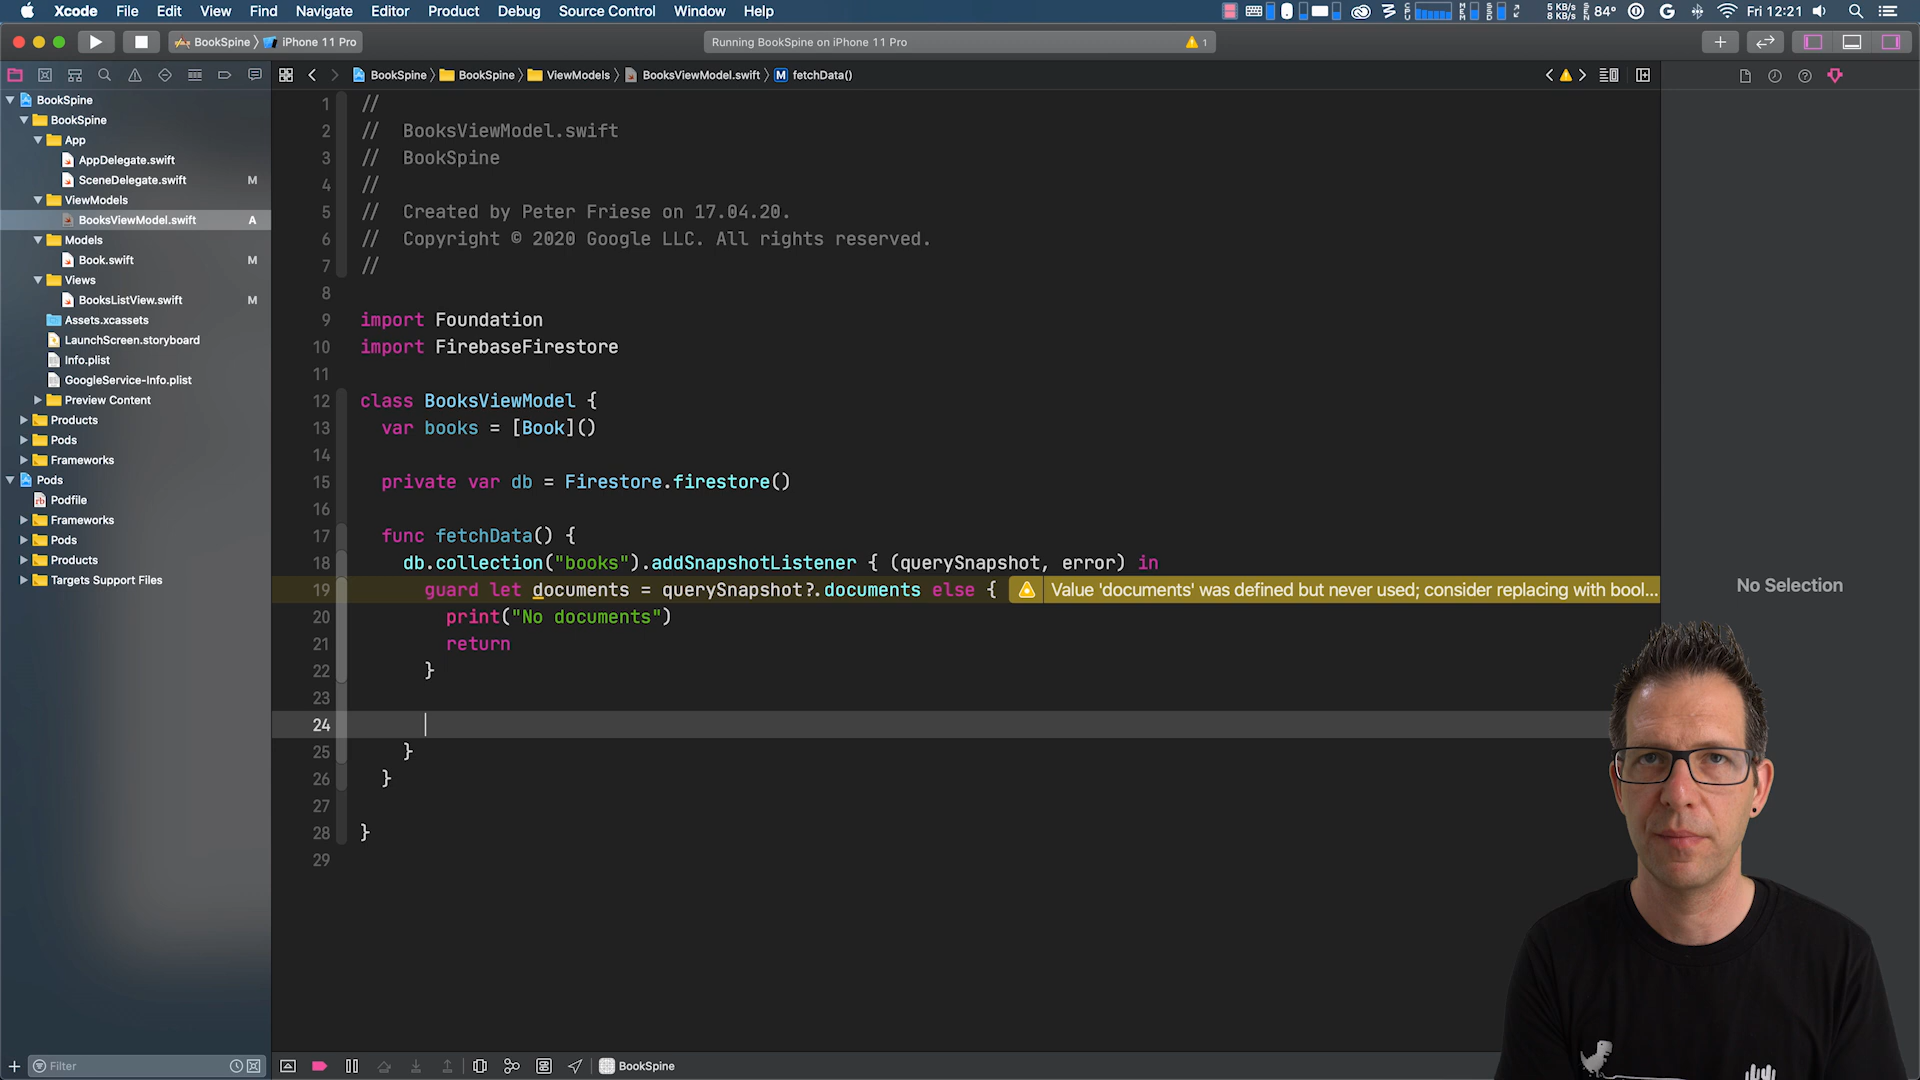 Xcode File Edit View Find Navigate Editor Product Debug Source Control Window Help
5 KB/s
8 KB/s
84° Fri 12:21
BookSpine iPhone 11 Pro
Running BookSpine on iPhone 11 Pro
1
BookSpine BookSpine ViewModels BooksViewModel.swift M fetchData()
BookSpine
BookSpine
App
AppDelegate.swift
SceneDelegate.swift M
ViewModels
BooksViewModel.swift A
Models
Book.swift M
Views
BooksListView.swift M
Assets.xcassets
LaunchScreen.storyboard
Info.plist
GoogleService-Info.plist
Preview Content
Products
Pods
Frameworks
Pods
Podfile
Frameworks
Pods
Products
Targets Support Files
1 //
2 //  BooksViewModel.swift
3 //  BookSpine
4 //
5 //  Created by Peter Friese on 17.04.20.
6 //  Copyright © 2020 Google LLC. All rights reserved.
7 //
8
9 import Foundation
10 import FirebaseFirestore
11
12 class BooksViewModel {
13 var books = [Book]()
14
15 private var db = Firestore.firestore()
16
17 func fetchData() {
18 db.collection("books").addSnapshotListener { (querySnapshot, error) in
19 guard let documents = querySnapshot?.documents else { Value 'documents' was defined but never used; consider replacing with bool...
20 print("No documents")
21 return
22 }
23
24
25 }
26 }
27
28 }
29
No Selection
Filter
BookSpine